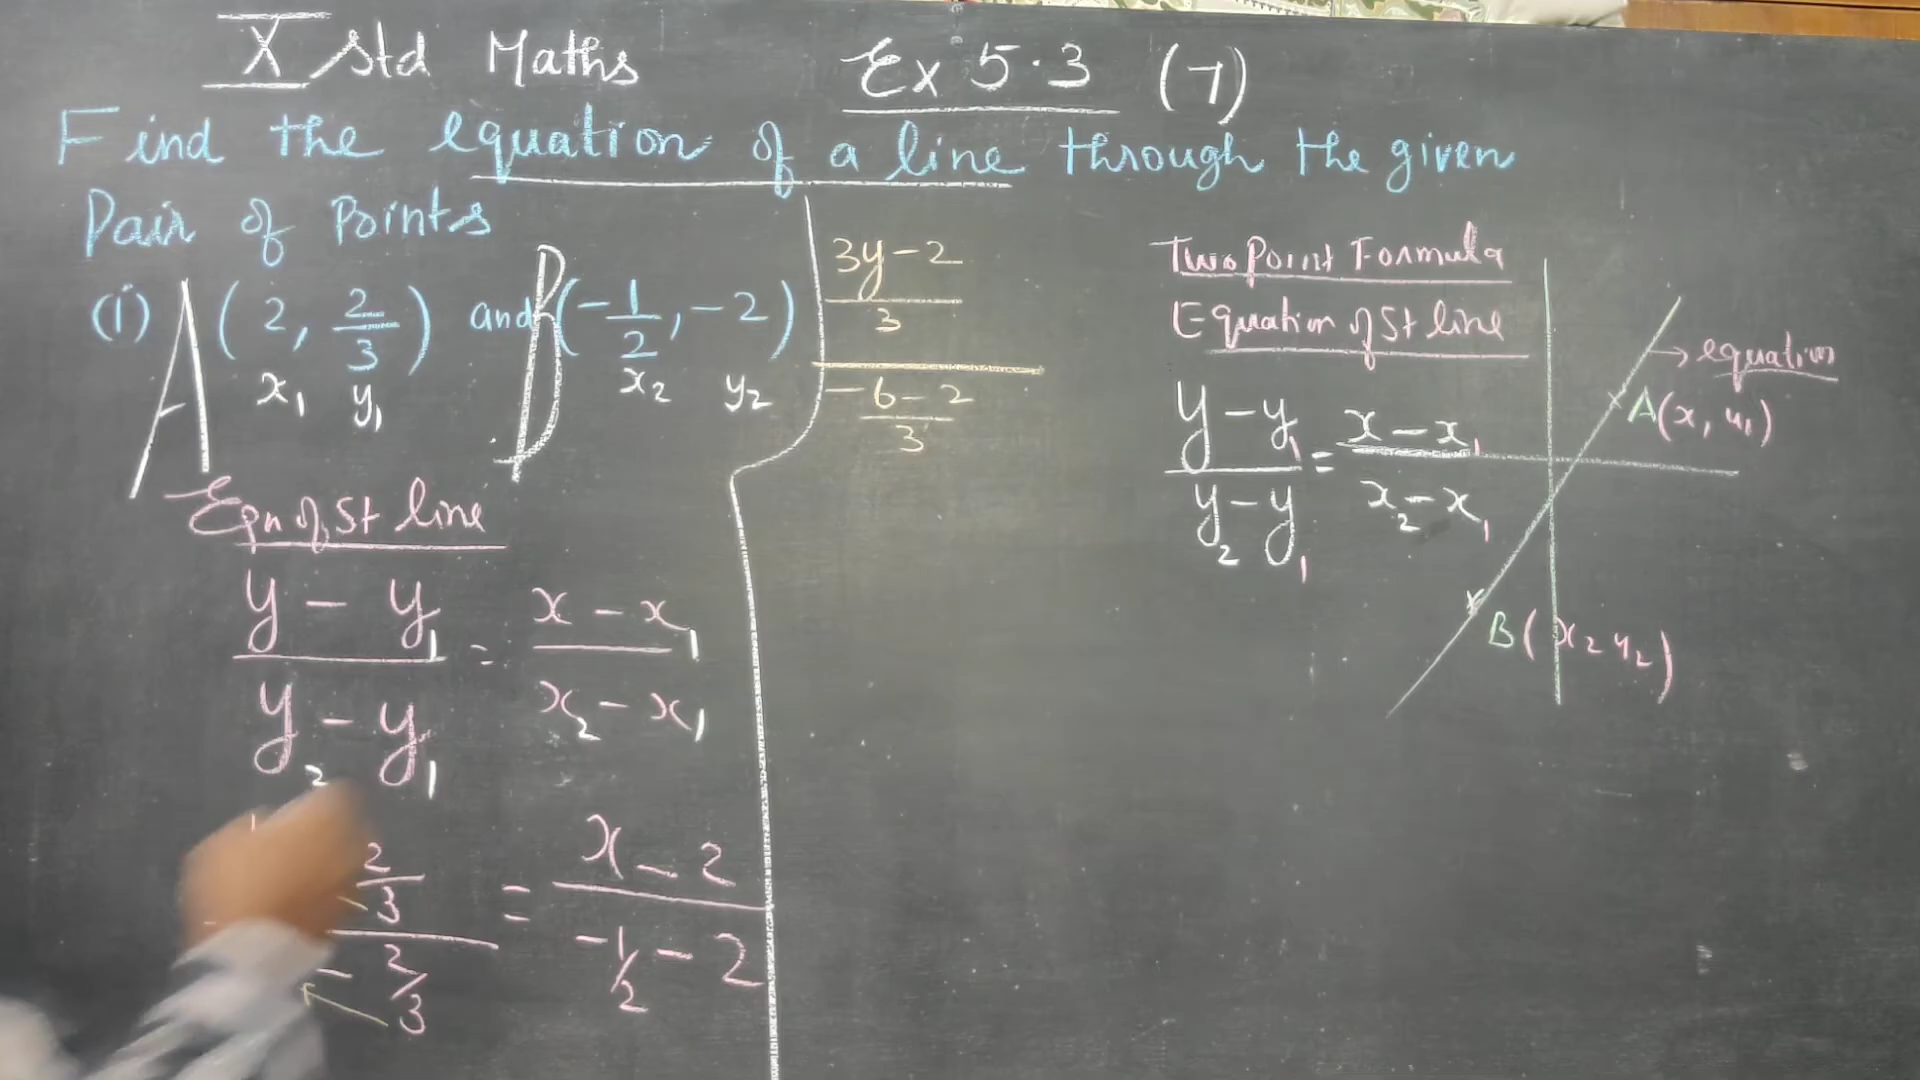 X Std Maths Ex 5.3 (7)
Find the equation of a line through the given
Pair of Points
(i) A (2, 2/3) and B (-1/2, -2)
x₁ y₁ x₂ y₂
Eqn of St line
y - y₁ / y₂ - y₁ = x - x₁ / x₂ - x₁
- 2/3 / - 2/3 = x - 2 / -1/2 - 2
3y - 2
3
-6 - 2
3
Two Point Formula
Equation of St line
y - y₁ / y₂ - y₁ = x - x₁ / x₂ - x₁
→ equation
A(x, y₁)
B(x₂ y₂)